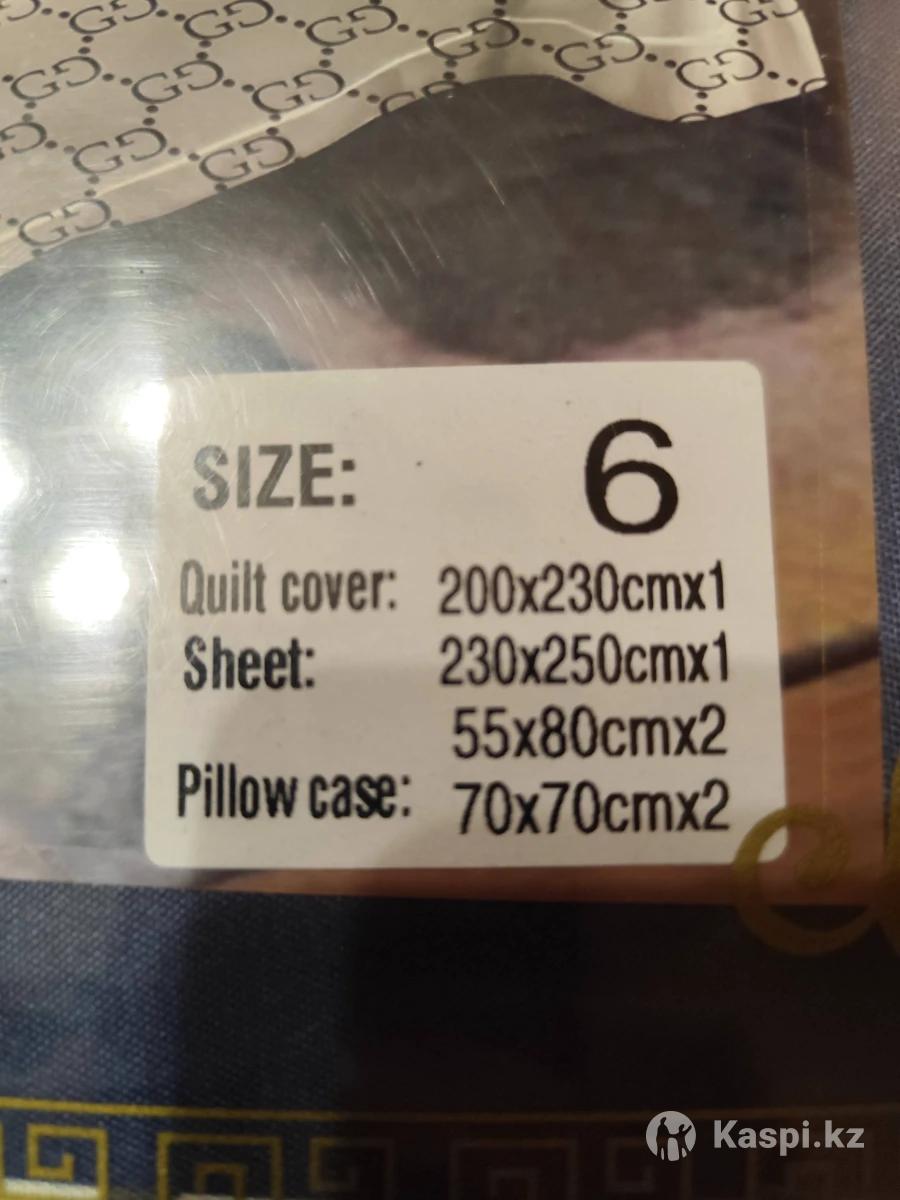 SIZE: 6
Quilt cover: 200x230cmx1
Sheet: 230x250cmx1
55x80cmx2
Pillow case: 70x70cmx2
Kaspi.kz